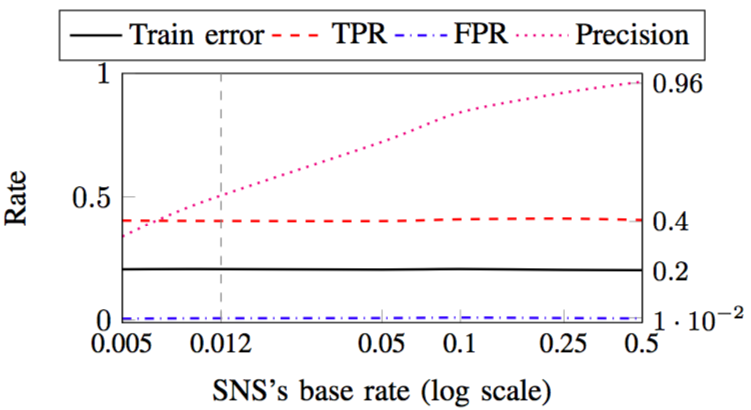 Train error TPR FPR Precision
1
0.96
Rate
0.5
0.4
0.2
0
1 · 10⁻²
0.005 0.012 0.05 0.1 0.25 0.5
SNS's base rate (log scale)